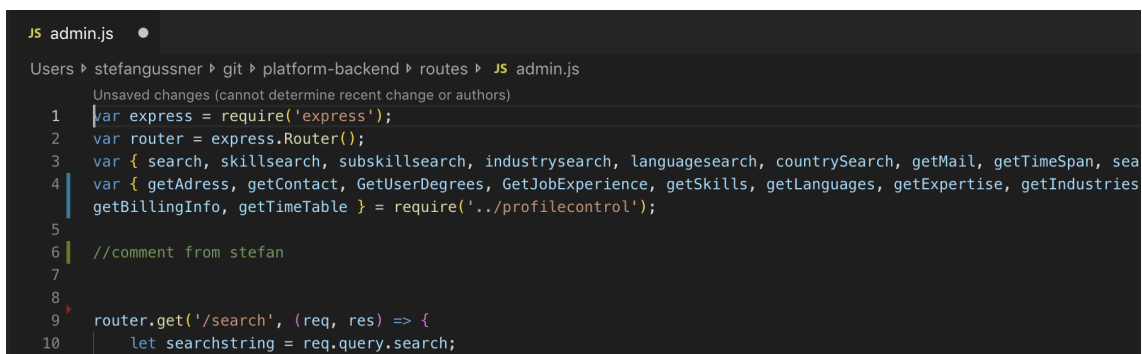 JS admin.js
Users stefangussner git platform-backend routes JS admin.js
Unsaved changes (cannot determine recent change or authors)
1 var express = require('express');
2 var router = express.Router();
3 var { search, skillsearch, subskillsearch, industrysearch, languagesearch, countrySearch, getMail, getTimeSpan, sea
4 var { getAdress, getContact, GetUserDegrees, GetJobExperience, getSkills, getLanguages, getExpertise, getIndustries
getBillingInfo, getTimeTable } = require('../profilecontrol');
5
6 //comment from stefan
7
8
9 router.get('/search', (req, res) => {
10 let searchstring = req.query.search;